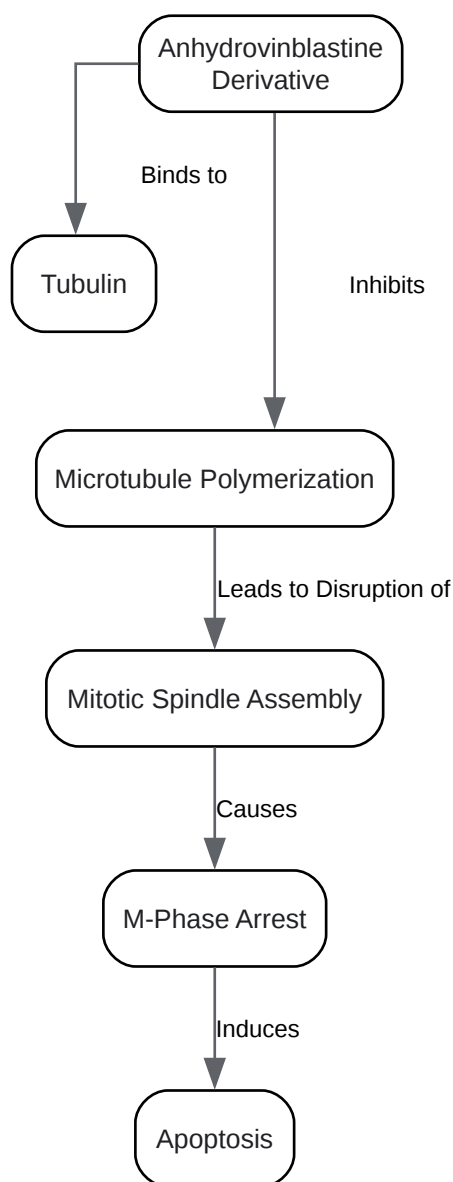 Anhydrovinblastine
Derivative
Binds to
Tubulin
Inhibits
Microtubule Polymerization
Leads to Disruption of
Mitotic Spindle Assembly
Causes
M-Phase Arrest
Induces
Apoptosis